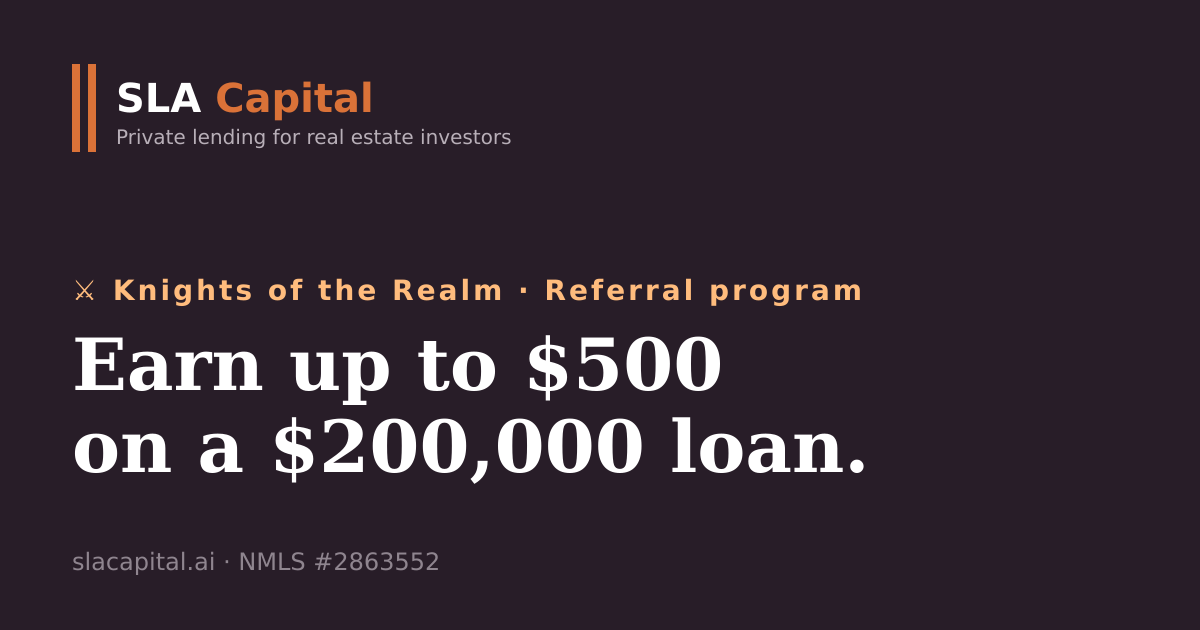 SLA Capital
Private lending for real estate investors
⚔ Knights of the Realm · Referral program
Earn up to $500
on a $200,000 loan.
slacapital.ai · NMLS #2863552